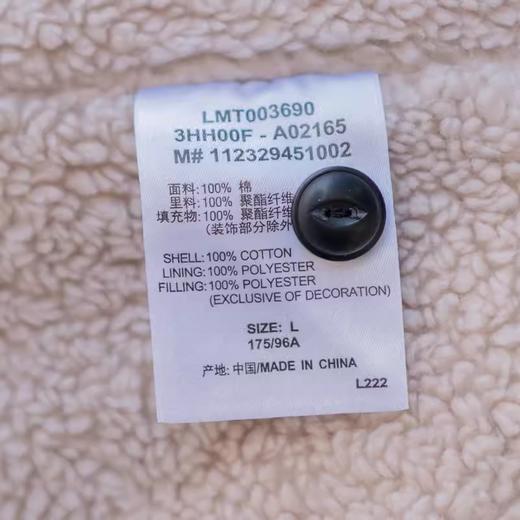 LMT003690
3HH00F - A02165
M# 112329451002
面料: 100% 棉
里料: 100% 聚酯纤维
填充物: 100% 聚酯纤维
(装饰部分除外
SHELL: 100% COTTON
LINING: 100% POLYESTER
FILLING: 100% POLYESTER
(EXCLUSIVE OF DECORATION)
SIZE: L
175/96A
产地: 中国/MADE IN CHINA
L222